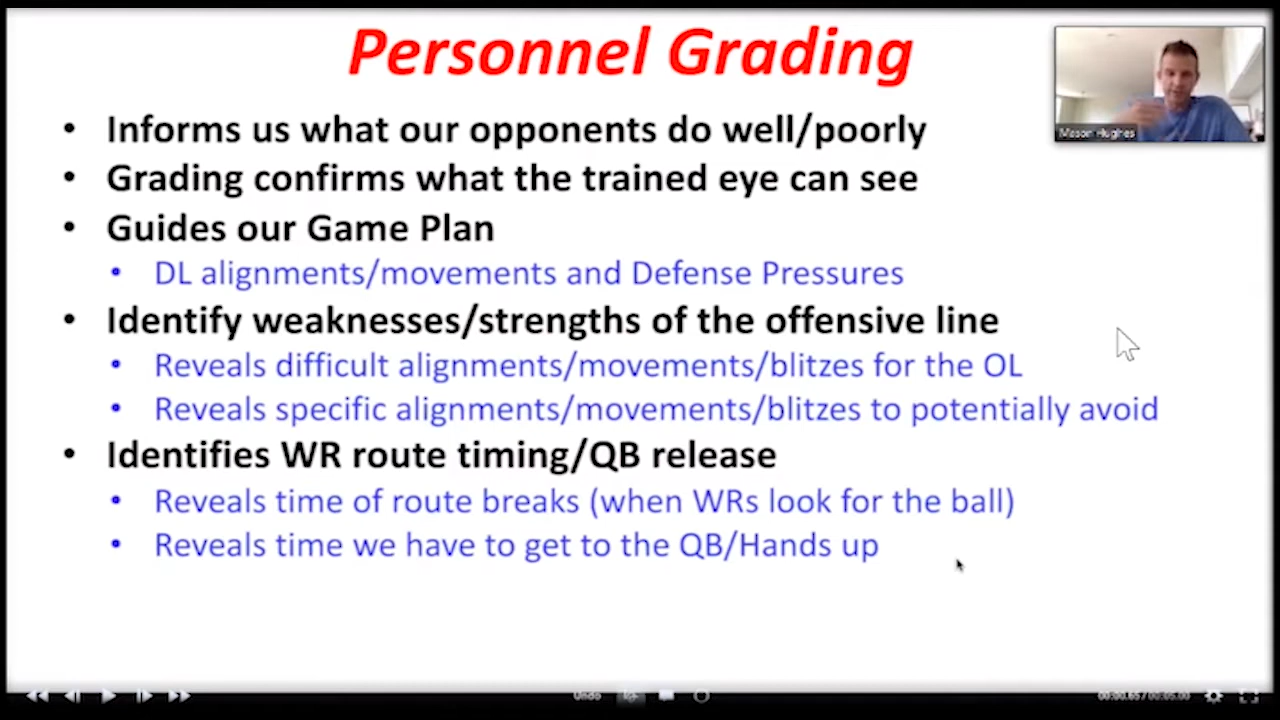 Personnel Grading
• Informs us what our opponents do well/poorly
• Grading confirms what the trained eye can see
• Guides our Game Plan
• DL alignments/movements and Defense Pressures
• Identify weaknesses/strengths of the offensive line
• Reveals difficult alignments/movements/blitzes for the OL
• Reveals specific alignments/movements/blitzes to potentially avoid
• Identifies WR route timing/QB release
• Reveals time of route breaks (when WRs look for the ball)
• Reveals time we have to get to the QB/Hands up
Mason Hughes
Undo